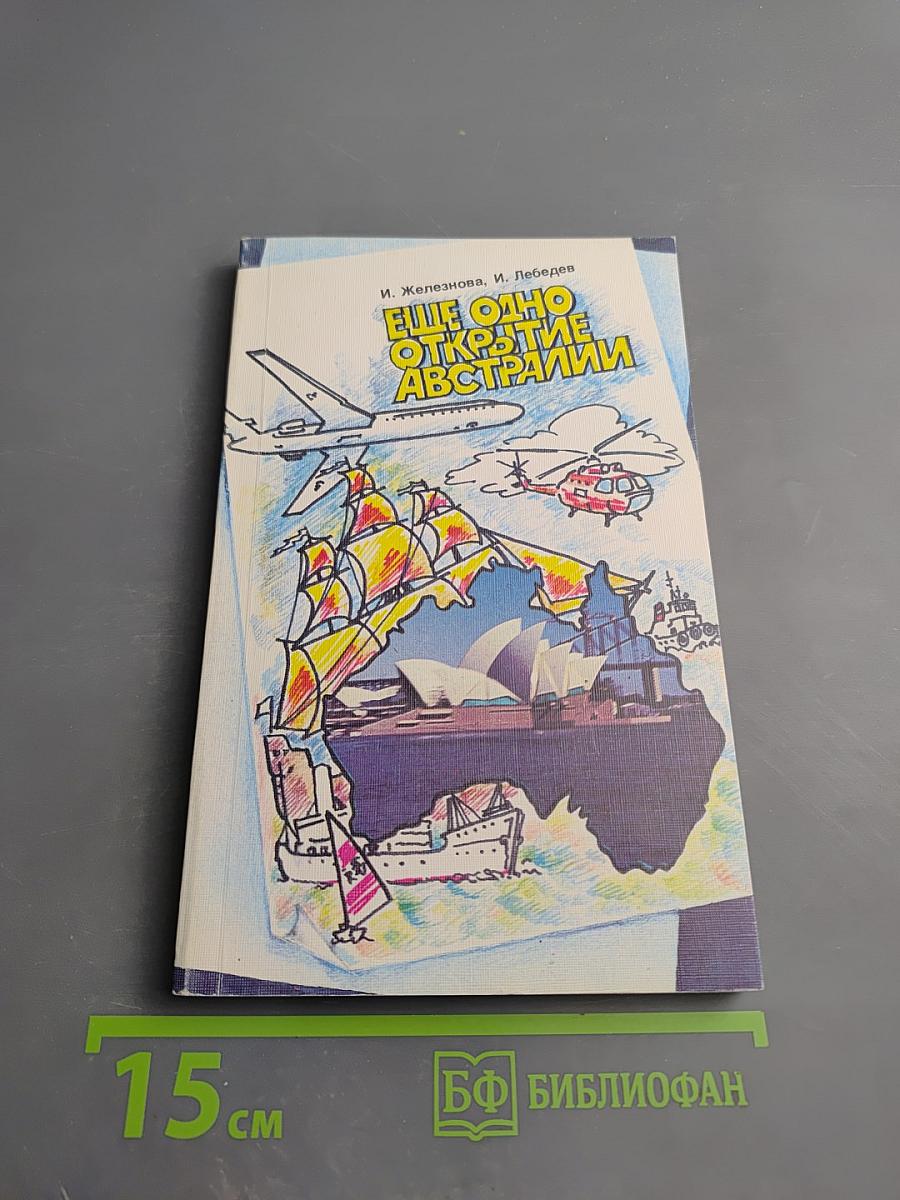 И. Железнова, И. Лебедев
ЕЩЕ ОДНО
ОТКРЫТИЕ
АВСТРАЛИИ
15 см
БФ БИБЛИОФАН